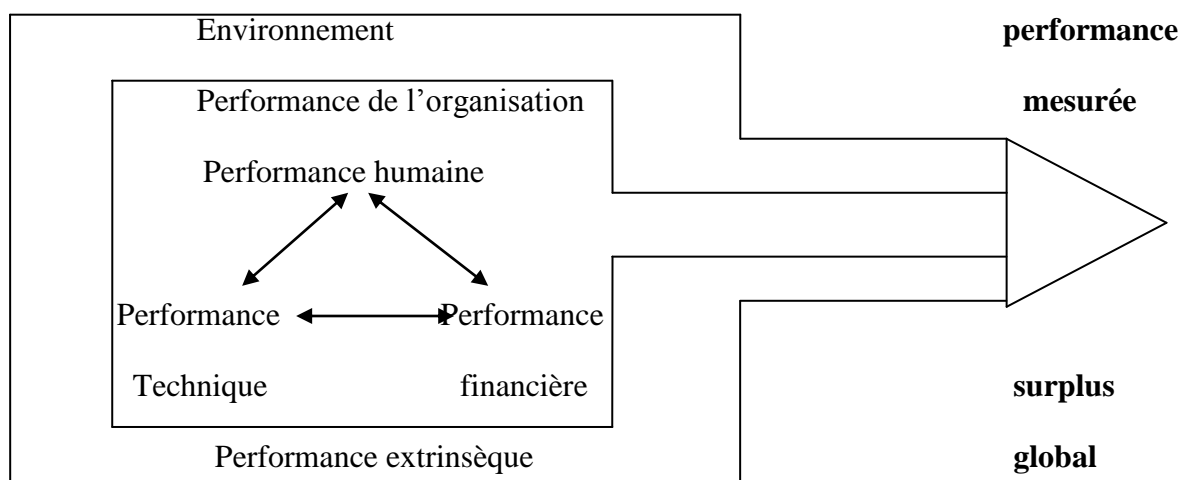 Environnement performance
Performance de l’organisation mesurée
Performance humaine
Performance Performance
Technique financière surplus
Performance extrinsèque global